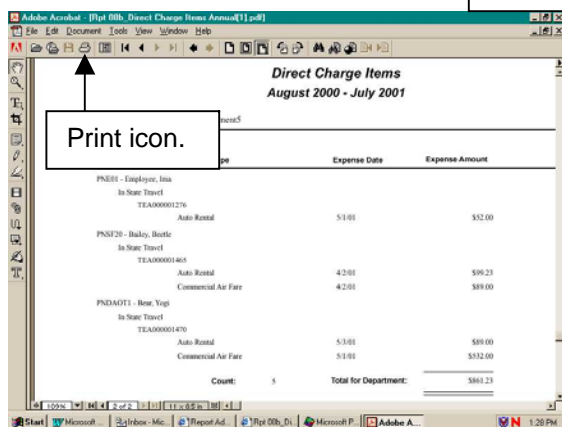 Adobe Acrobat - [Rpt 08b_Direct Charge Items Annual[1].pdf]
File Edit Document Tools View Window Help
Direct Charge Items
August 2000 - July 2001
ment5
Print icon.
pe Expense Date Expense Amount
PNE01 - Employee, Ima
In State Travel
TEA000001276
Auto Rental 5/1/01 $52.00
PNSF20 - Bailey, Beetle
In State Travel
TEA000001465
Auto Rental 4/2/01 $99.23
Commercial Air Fare 4/2/01 $89.00
PNDAOT1 - Bear, Yogi
In State Travel
TEA000001470
Auto Rental 5/3/01 $89.00
Commercial Air Fare 5/1/01 $532.00
Count: 5 Total for Department: $861.23
109% 2 of 2 11 x 8.5 in
Start Microsoft ... Inbox - Mic... Report Ad... Rpt 08b_Di... Microsoft P... Adobe A... 1:28 PM